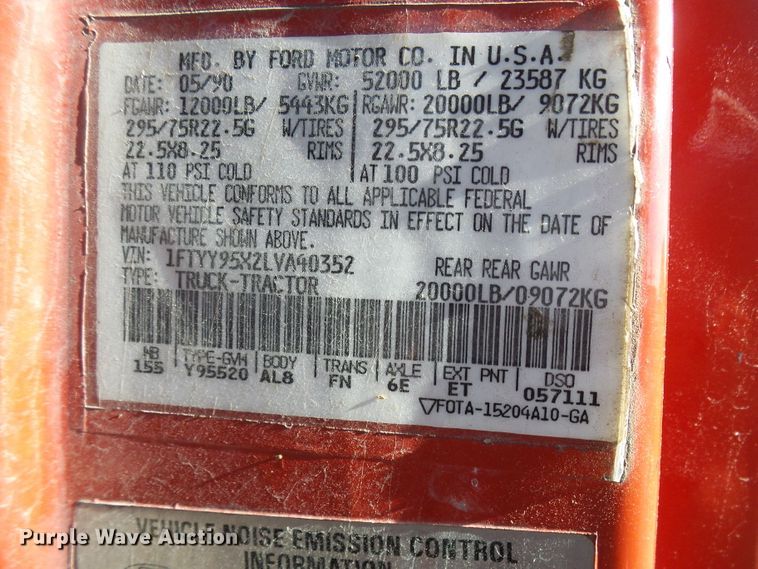 MFD. BY FORD MOTOR CO. IN U.S.A.
DATE: 05/90 GVWR: 52000 LB / 23587 KG
FGAWR: 12000LB/ 5443KG RGAWR: 20000LB/ 9072KG
295/75R22.5G W/TIRES 295/75R22.5G W/TIRES
22.5X8.25 RIMS 22.5X8.25 RIMS
AT 110 PSI COLD AT 100 PSI COLD
THIS VEHICLE CONFORMS TO ALL APPLICABLE FEDERAL
MOTOR VEHICLE SAFETY STANDARDS IN EFFECT ON THE DATE OF
MANUFACTURE SHOWN ABOVE.
VIN: 1FTYY95X2LVA40352 REAR REAR GAWR
TYPE: TRUCK-TRACTOR 20000LB/09072KG
WB TYPE-GVW BODY TRANS AXLE EXT PNT DSO
155 Y95520 AL8 FN 6E ET 057111
▽FOTA-15204A10-GA
VEHICLE NOISE EMISSION CONTROL
INFORMATION
Purple Wave Auction